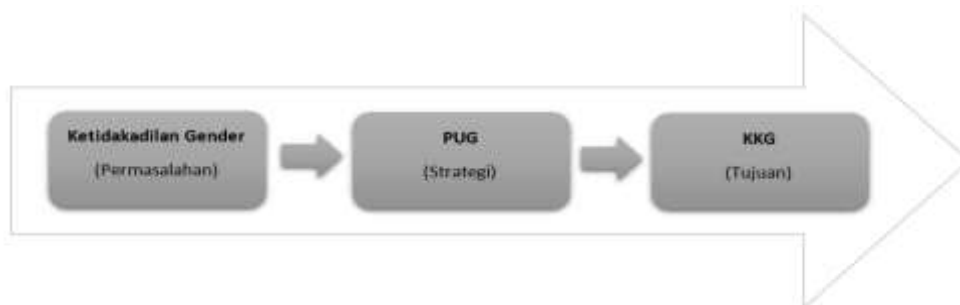 Ketidakadilan Gender
(Permasalahan)
PUG
(Strategi)
KKG
(Tujuan)